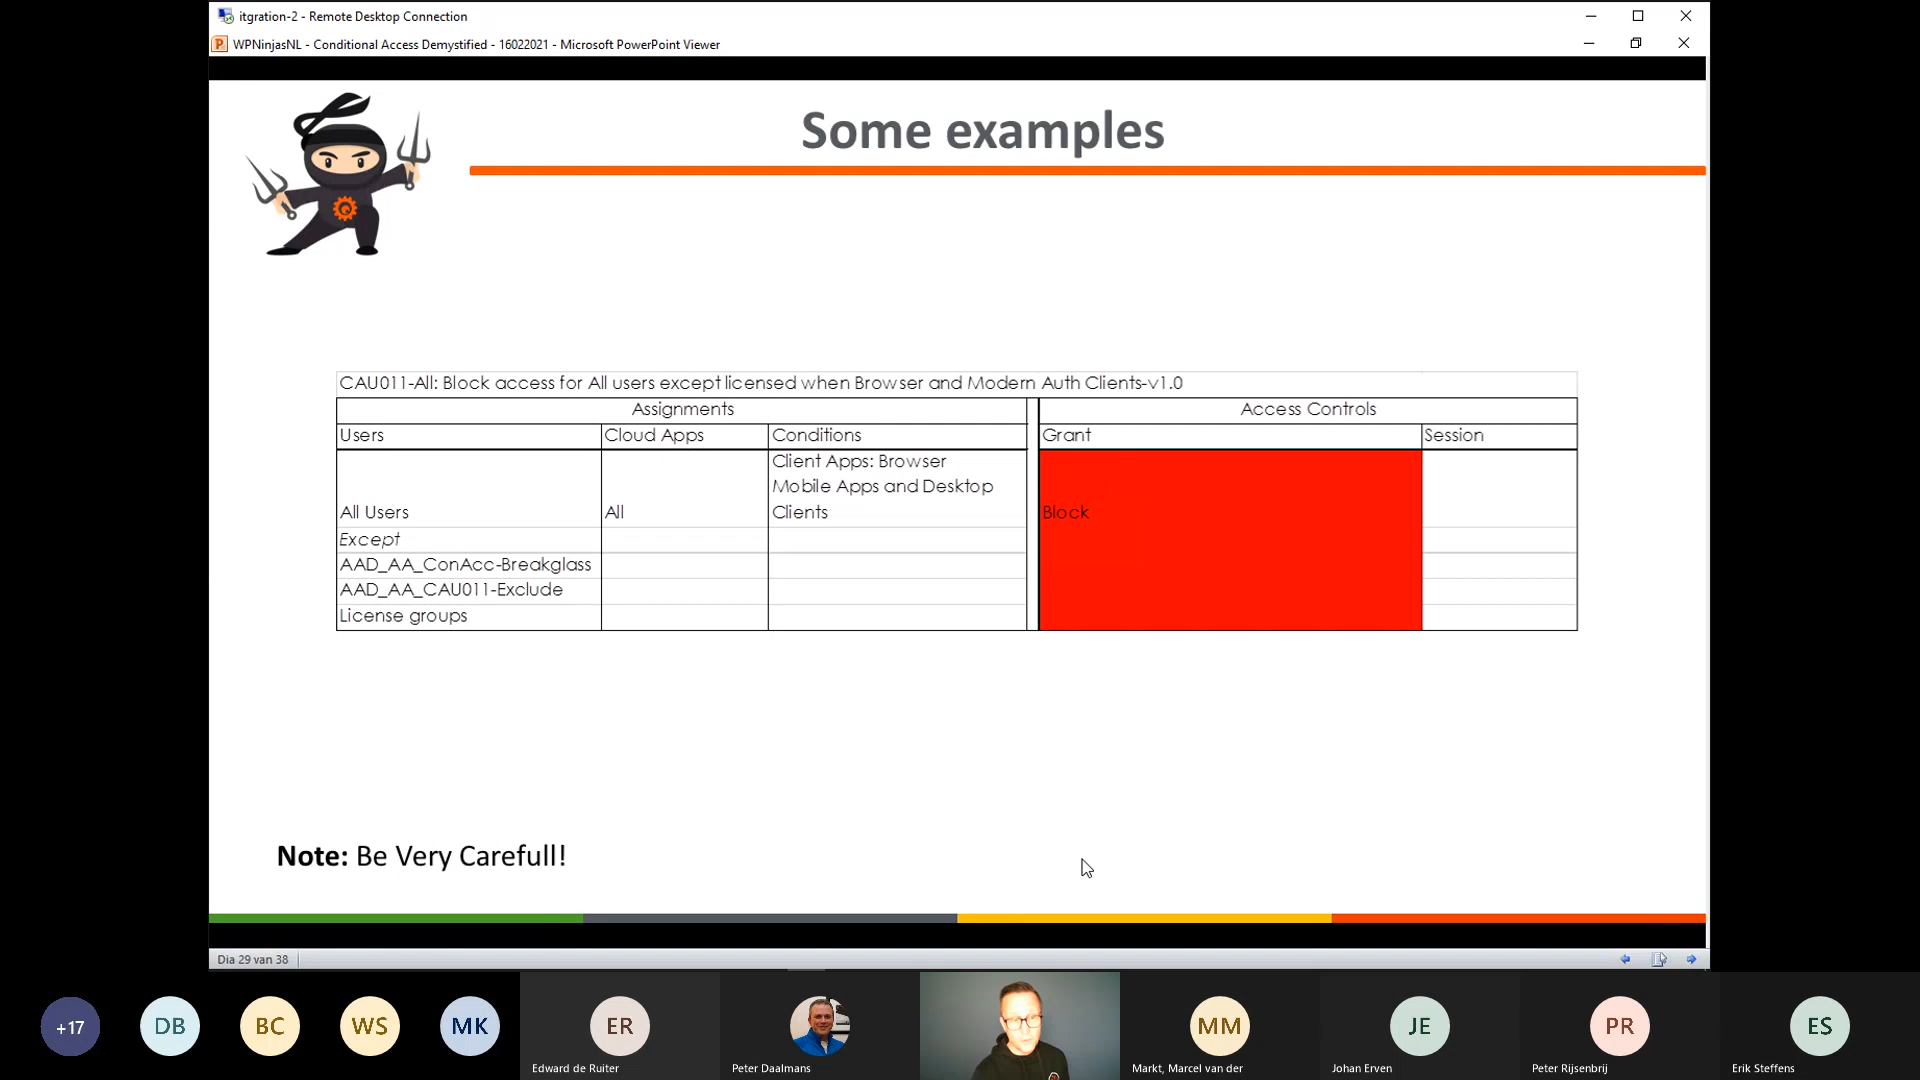 itgration-2 - Remote Desktop Connection
WPNinjasNL - Conditional Access Demystified - 16022021 - Microsoft PowerPoint Viewer
Some examples
CAU011-All: Block access for All users except licensed when Browser and Modern Auth Clients-v1.0
Assignments
Access Controls
Users
Cloud Apps
Conditions
Grant
Session
Client Apps: Browser
Mobile Apps and Desktop
All Users
All
Clients
Block
Except
AAD_AA_ConAcc-Breakglass
AAD_AA_CAU011-Exclude
License groups
Note: Be Very Carefull!
Dia 29 van 38
+17
DB
BC
WS
MK
ER
MM
JE
PR
ES
Edward de Ruiter
Peter Daalmans
Markt, Marcel van der
Johan Erven
Peter Rijsenbrij
Erik Steffens